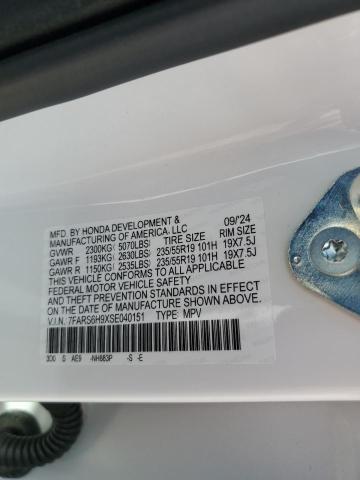 MFD. BY HONDA DEVELOPMENT & 09/'24
MANUFACTURING OF AMERICA, LLC
TIRE SIZE RIM SIZE
GVWR 2300KG( 5070LBS)
GAWR F 1193KG( 2630LBS) 235/55R19 101H 19X7.5J
GAWR R 1150KG( 2535LBS) 235/55R19 101H 19X7.5J
THIS VEHICLE CONFORMS TO ALL APPLICABLE
FEDERAL MOTOR VEHICLE SAFETY
AND THEFT PREVENTION STANDARDS IN EFFECT
ON THE DATE OF MANUFACTURE SHOWN ABOVE.
V.I.N.: 7FARS6H9XSE040151 TYPE: MPV
3D0 S AE9 -NH883P -S -E